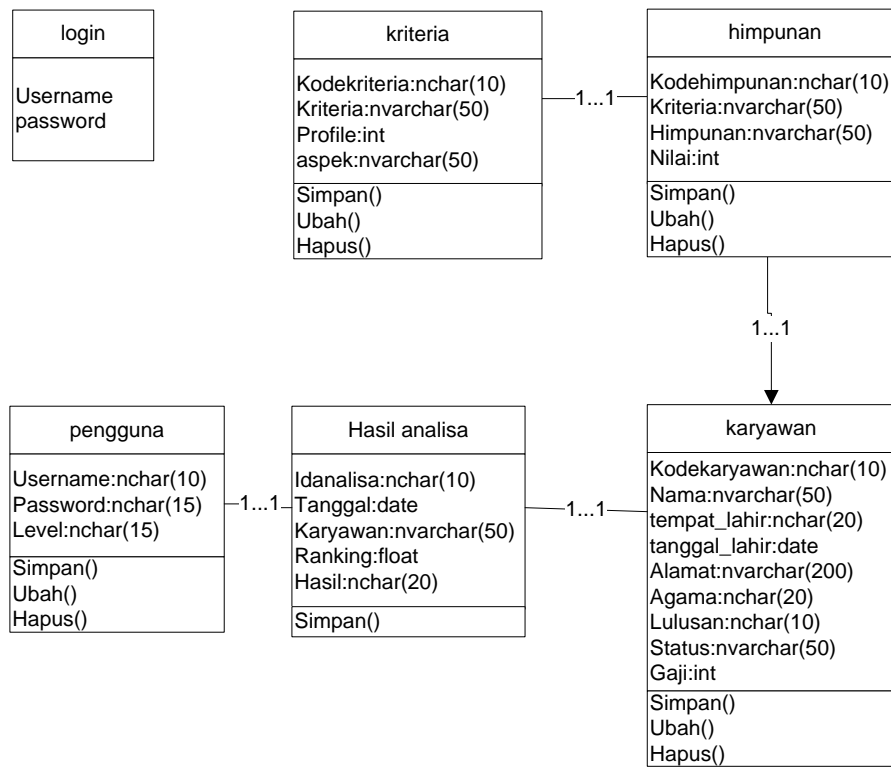 login
Username
password
kriteria
Kodekriteria:nchar(10)
Kriteria:nvarchar(50)
Profile:int
aspek:nvarchar(50)
Simpan()
Ubah()
Hapus()
1...1
himpunan
Kodehimpunan:nchar(10)
Kriteria:nvarchar(50)
Himpunan:nvarchar(50)
Nilai:int
Simpan()
Ubah()
Hapus()
1...1
pengguna
Username:nchar(10)
Password:nchar(15)
Level:nchar(15)
Simpan()
Ubah()
Hapus()
1...1
Hasil analisa
Idanalisa:nchar(10)
Tanggal:date
Karyawan:nvarchar(50)
Ranking:float
Hasil:nchar(20)
Simpan()
1...1
karyawan
Kodekaryawan:nchar(10)
Nama:nvarchar(50)
tempat_lahir:nchar(20)
tanggal_lahir:date
Alamat:nvarchar(200)
Agama:nchar(20)
Lulusan:nchar(10)
Status:nvarchar(50)
Gaji:int
Simpan()
Ubah()
Hapus()